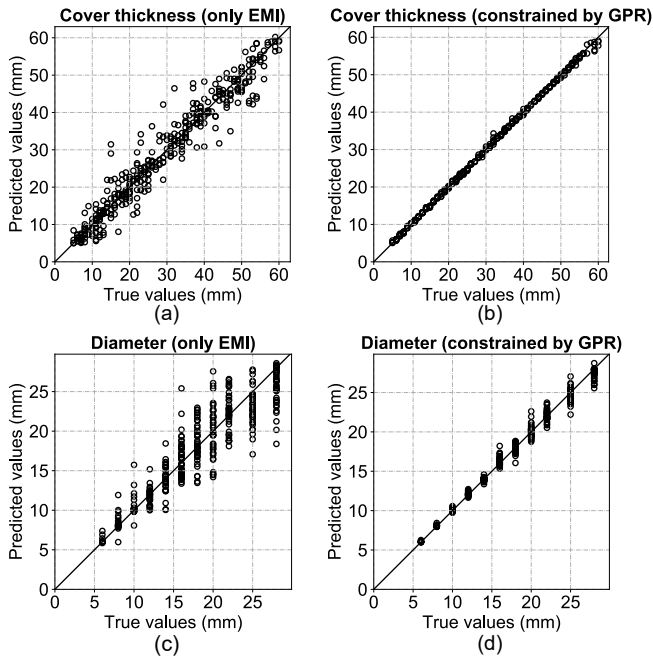 Cover thickness (only EMI)
Predicted values (mm)
60
50
40
30
20
10
0
0 10 20 30 40 50 60
True values (mm)
(a)
Cover thickness (constrained by GPR)
Predicted values (mm)
60
50
40
30
20
10
0
0 10 20 30 40 50 60
True values (mm)
(b)
Diameter (only EMI)
Predicted values (mm)
25
20
15
10
5
0
0 5 10 15 20 25
True values (mm)
(c)
Diameter (constrained by GPR)
Predicted values (mm)
25
20
15
10
5
0
0 5 10 15 20 25
True values (mm)
(d)